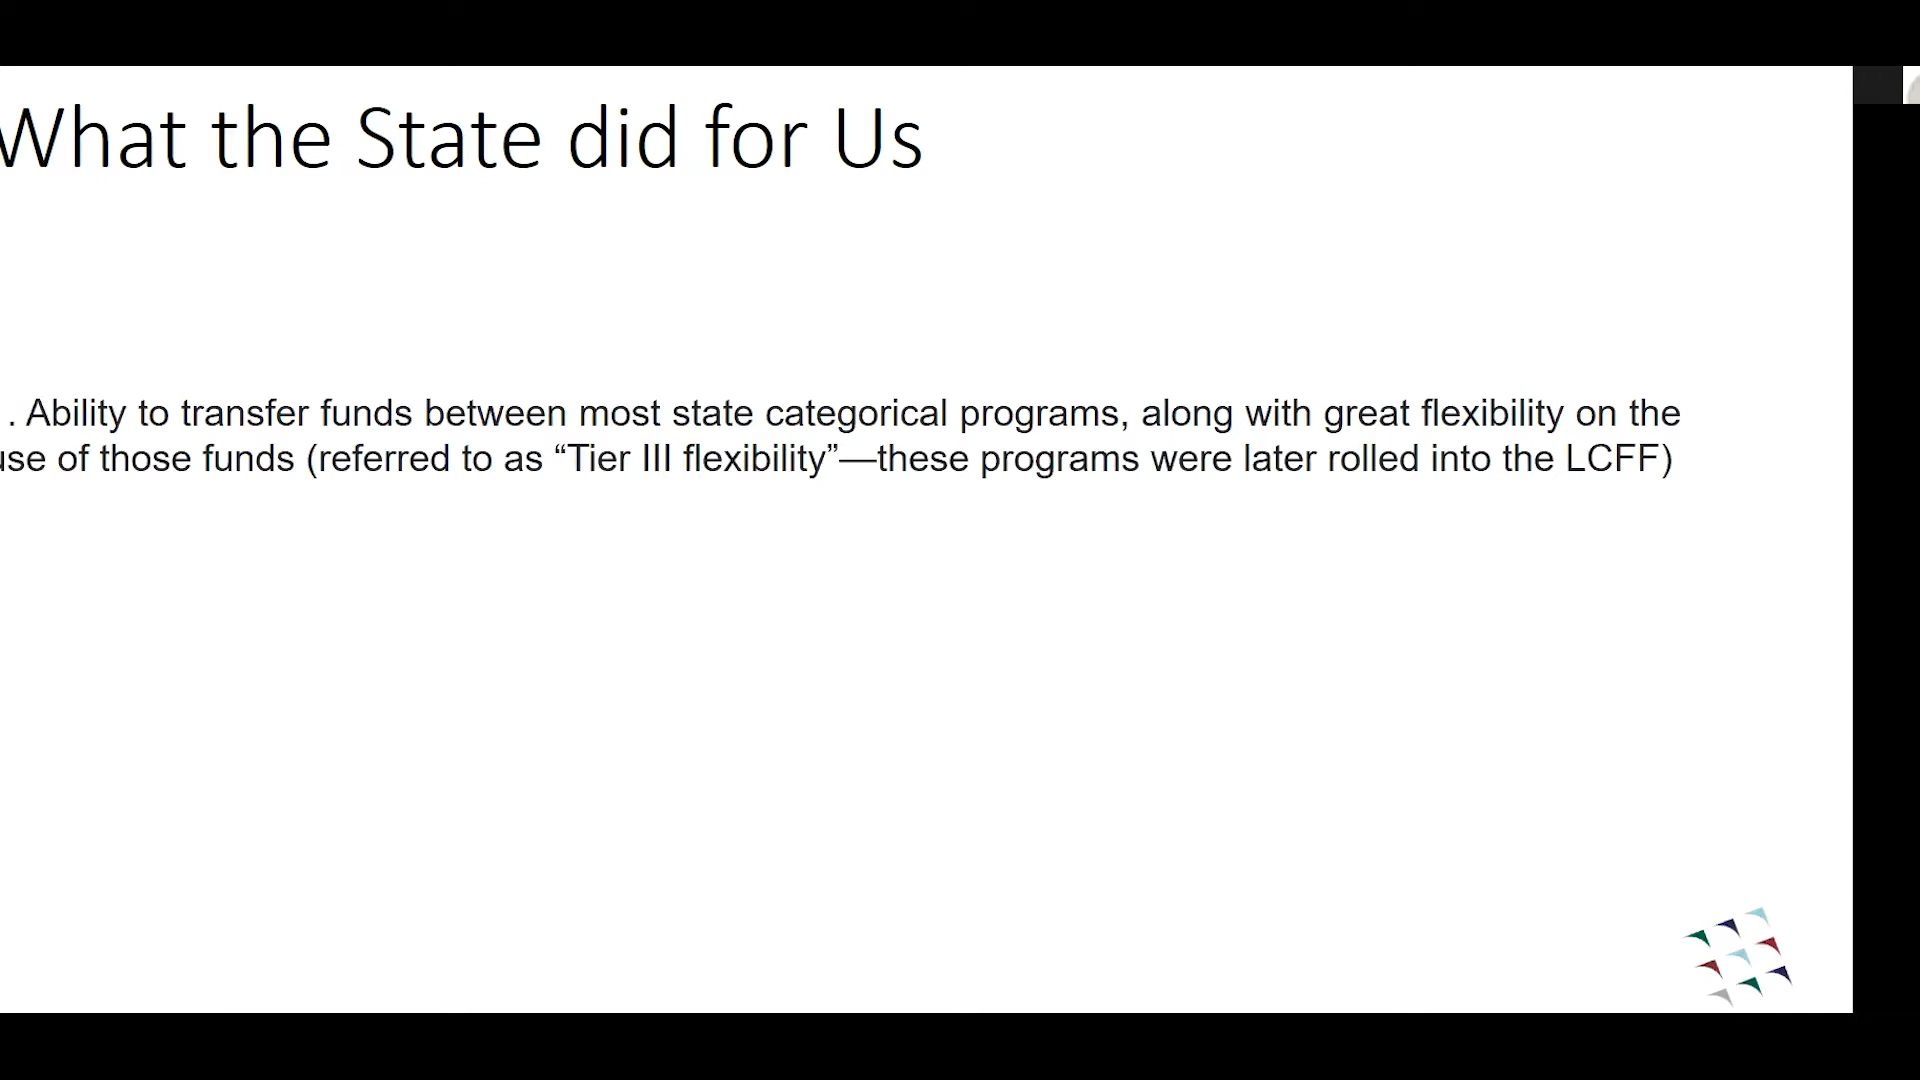 What the State did for Us
. Ability to transfer funds between most state categorical programs, along with great flexibility on the
use of those funds (referred to as “Tier III flexibility”—these programs were later rolled into the LCFF)